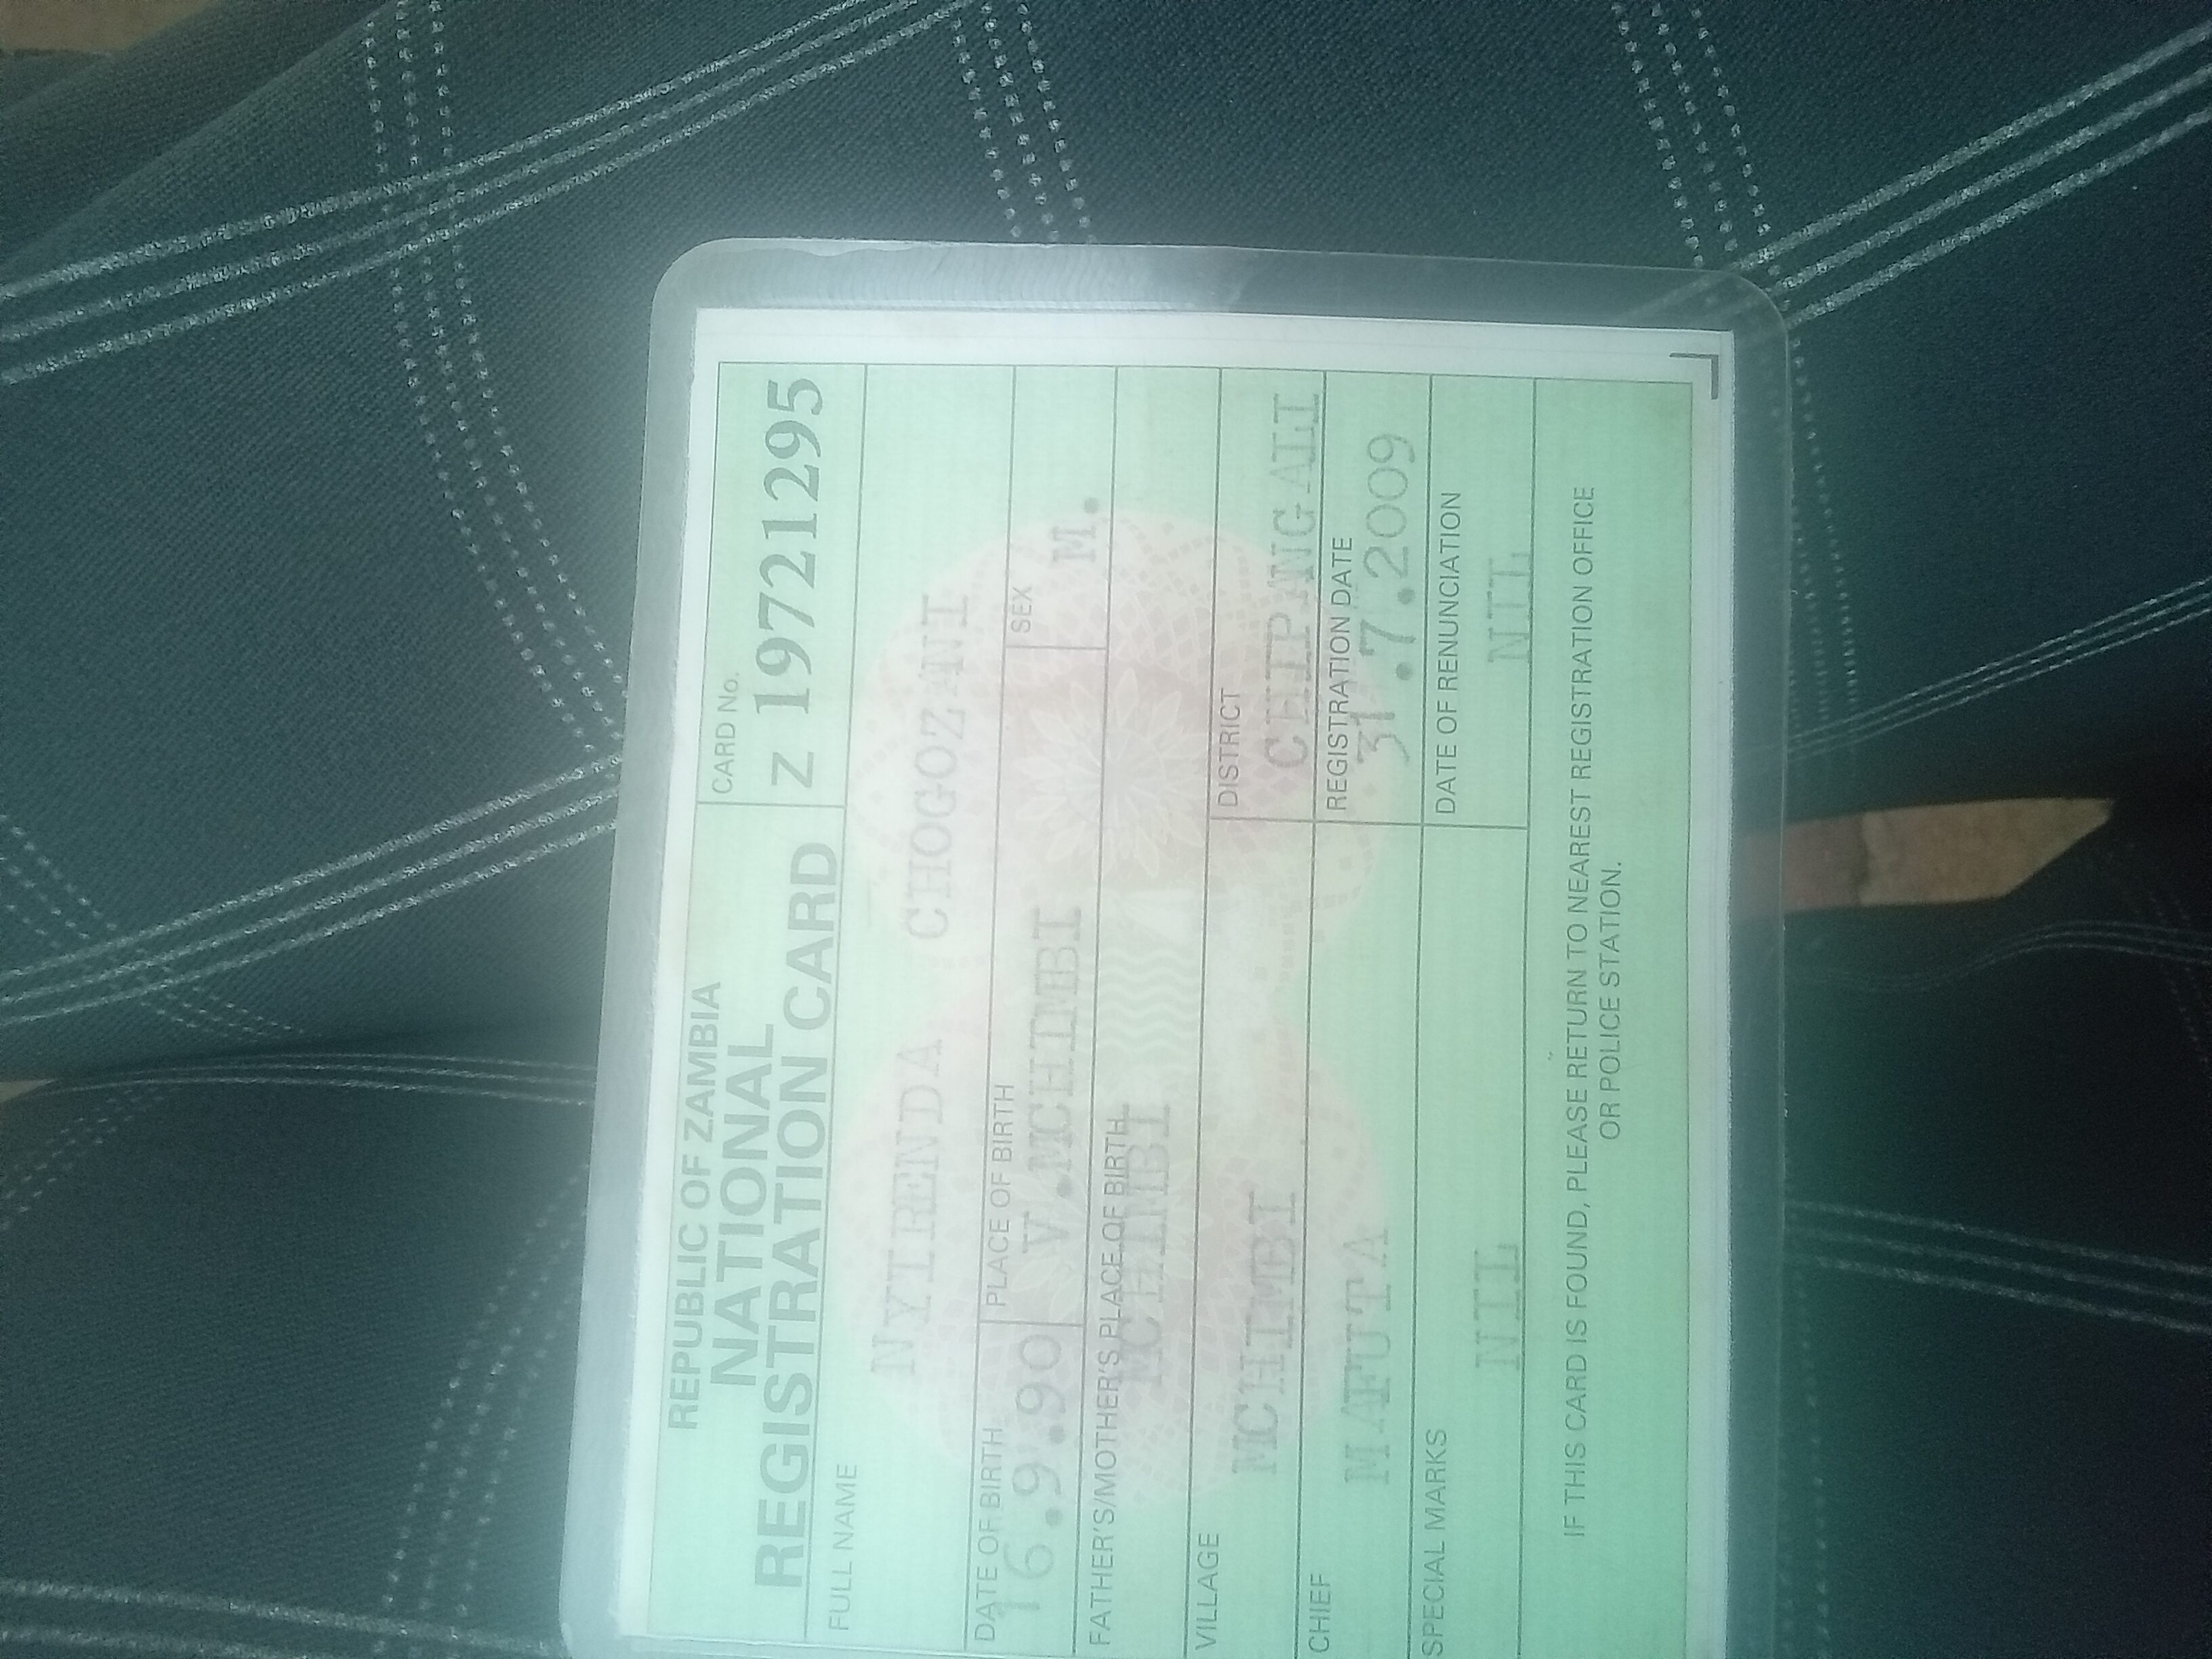 REPUBLIC OF ZAMBIA
NATIONAL
REGISTRATION CARD
CARD No.
Z 19721295
FULL NAME
NYIRENDA CHOGOZANI
DATE OF BIRTH
16.9.90
PLACE OF BIRTH
V.MCHIMBI
SEX
M.
FATHER'S/MOTHER'S PLACE OF BIRTH
MCHIMBI
VILLAGE
MCHIMBI
DISTRICT
CHIPANGALI
CHIEF
MAFUTA
REGISTRATION DATE
31.7.2009
SPECIAL MARKS
NIL
DATE OF RENUNCIATION
NIL
IF THIS CARD IS FOUND, PLEASE RETURN TO NEAREST REGISTRATION OFFICE
OR POLICE STATION.